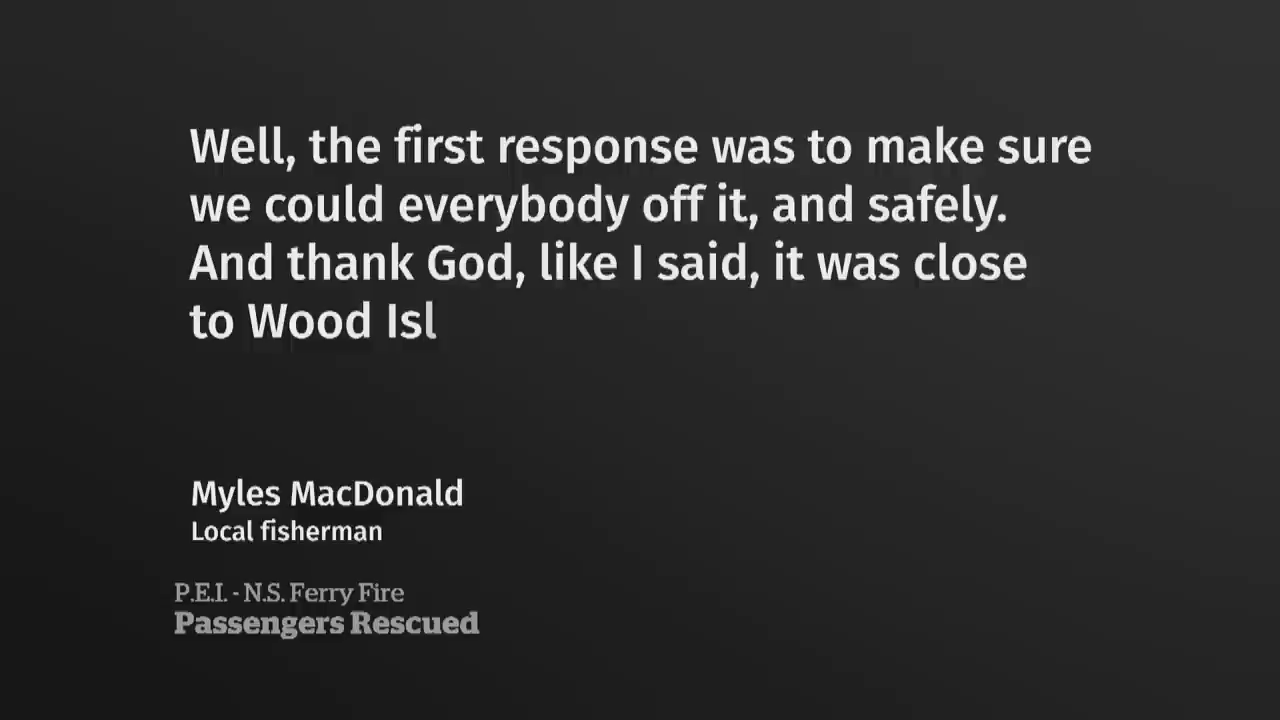 Well, the first response was to make sure
we could everybody off it, and safely.
And thank God, like I said, it was close
to Wood Isl
Myles MacDonald
Local fisherman
P.E.I. - N.S. Ferry Fire
Passengers Rescued